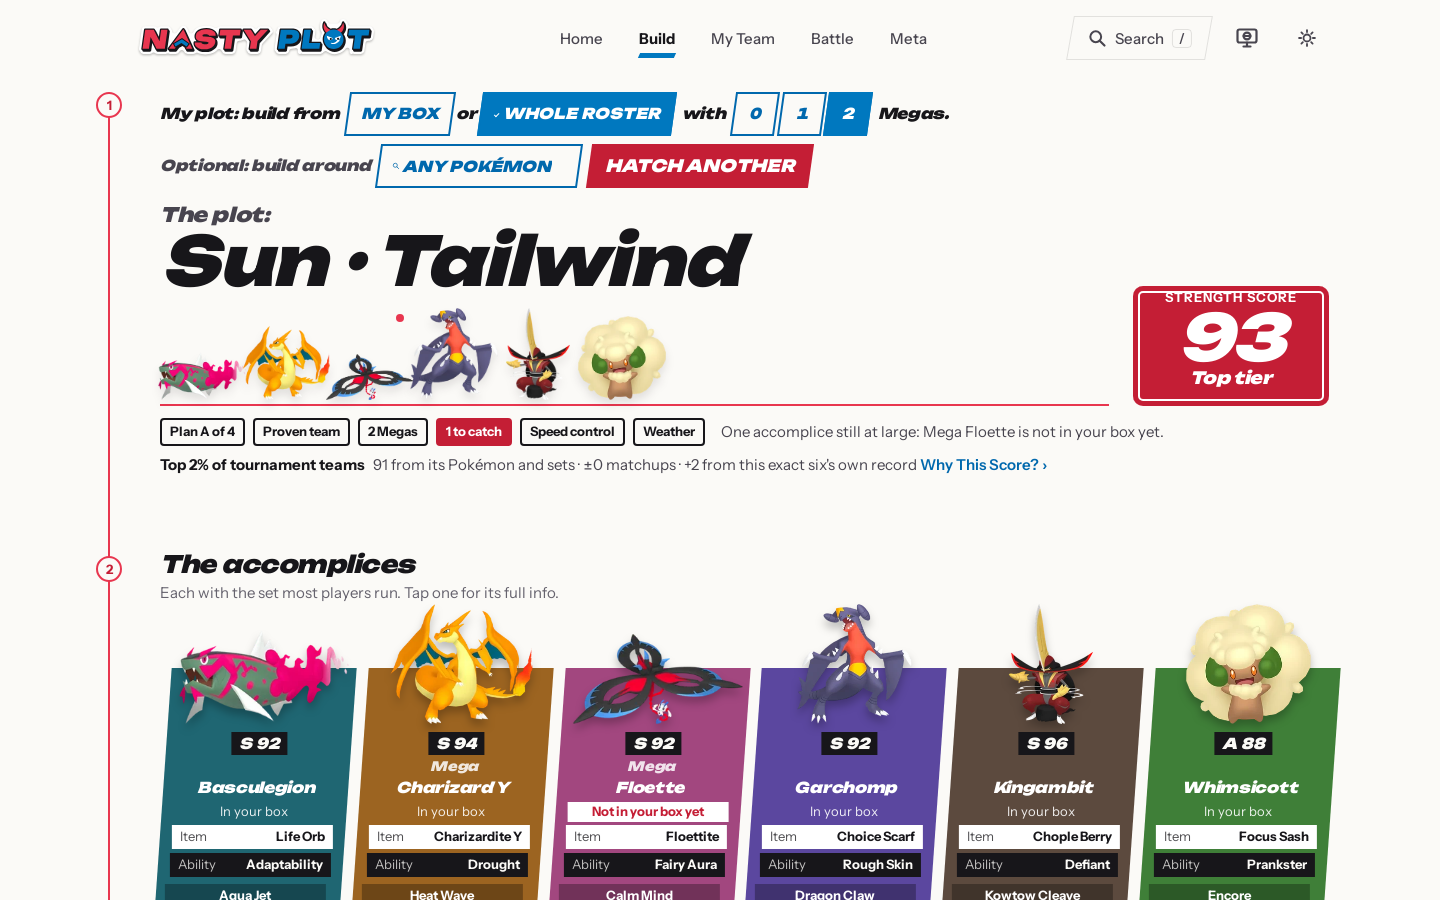 NASTY PLOT
Home Build My Team Battle Meta Search /
1
My plot: build from MY BOX or WHOLE ROSTER with 0 1 2 Megas.
Optional: build around ANY POKÉMON HATCH ANOTHER
The plot:
Sun · Tailwind
STRENGTH SCORE
93
Top tier
Plan A of 4 Proven team 2 Megas 1 to catch Speed control Weather One accomplice still at large: Mega Floette is not in your box yet.
Top 2% of tournament teams 91 from its Pokémon and sets · ±0 matchups · +2 from this exact six's own record Why This Score? ›
2
The accomplices
Each with the set most players run. Tap one for its full info.
S 92 S 94 S 92 S 92 S 96 A 88
Mega Mega
Basculegion Charizard Y Floette Garchomp Kingambit Whimsicott
In your box In your box Not in your box yet In your box In your box In your box
Item Life Orb Item Charizardite Y Item Floettite Item Choice Scarf Item Chople Berry Item Focus Sash
Ability Adaptability Ability Drought Ability Fairy Aura Ability Rough Skin Ability Defiant Ability Prankster
Aqua Jet Heat Wave Calm Mind Dragon Claw Kowtow Cleave Encore